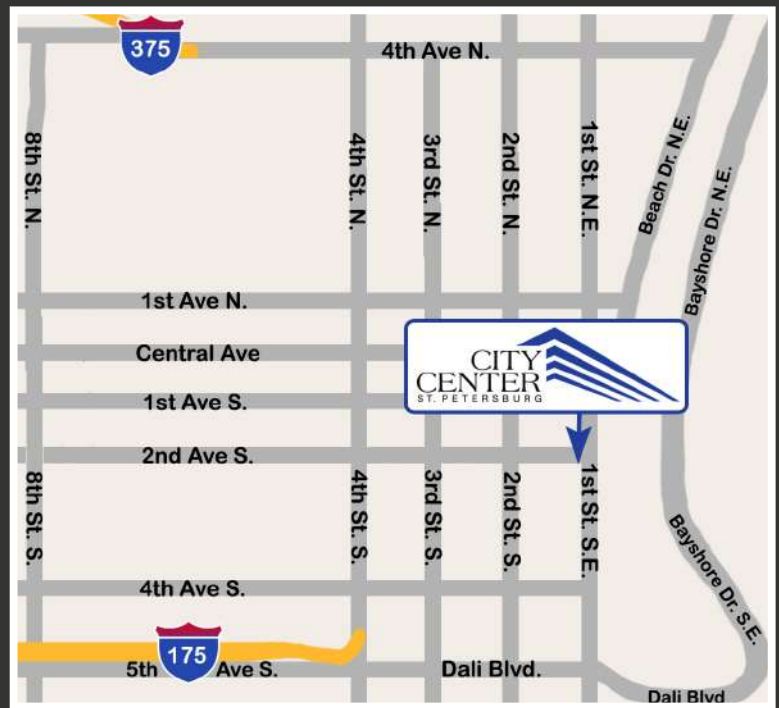 375
4th Ave N.
8th St. N.
4th St. N.
3rd St. N.
2nd St. N.
1st St. N.E.
Beach Dr. N.E.
Bayshore Dr. N.E.
1st Ave N.
Central Ave
CITY
CENTER
ST. PETERSBURG
1st Ave S.
2nd Ave S.
8th St. S.
4th St. S.
3rd St. S.
2nd St. S.
1st St. S.E.
Bayshore Dr. S.E.
4th Ave S.
175
5th Ave S.
Dali Blvd.
Dali Blvd